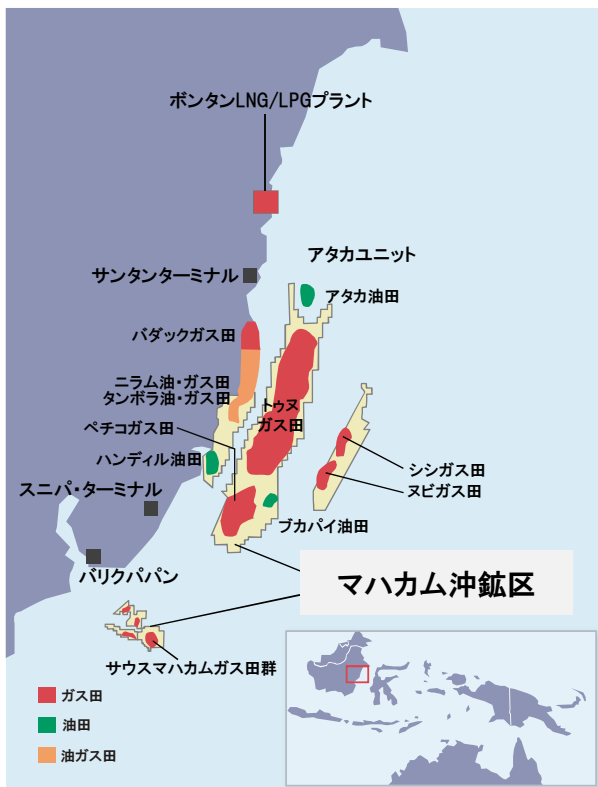 ボンタンLNG/LPGプラント
アタカユニット
サンタンターミナル
アタカ油田
バダックガス田
ニラム油・ガス田
タンボラ油・ガス田
トゥヌ
ガス田
ペチコガス田
ハンディル油田
シシガス田
ヌビガス田
スニパ・ターミナル
ブカパイ油田
バリクパパン
マハカム沖鉱区
サウスマハカムガス田群
ガス田
油田
油ガス田